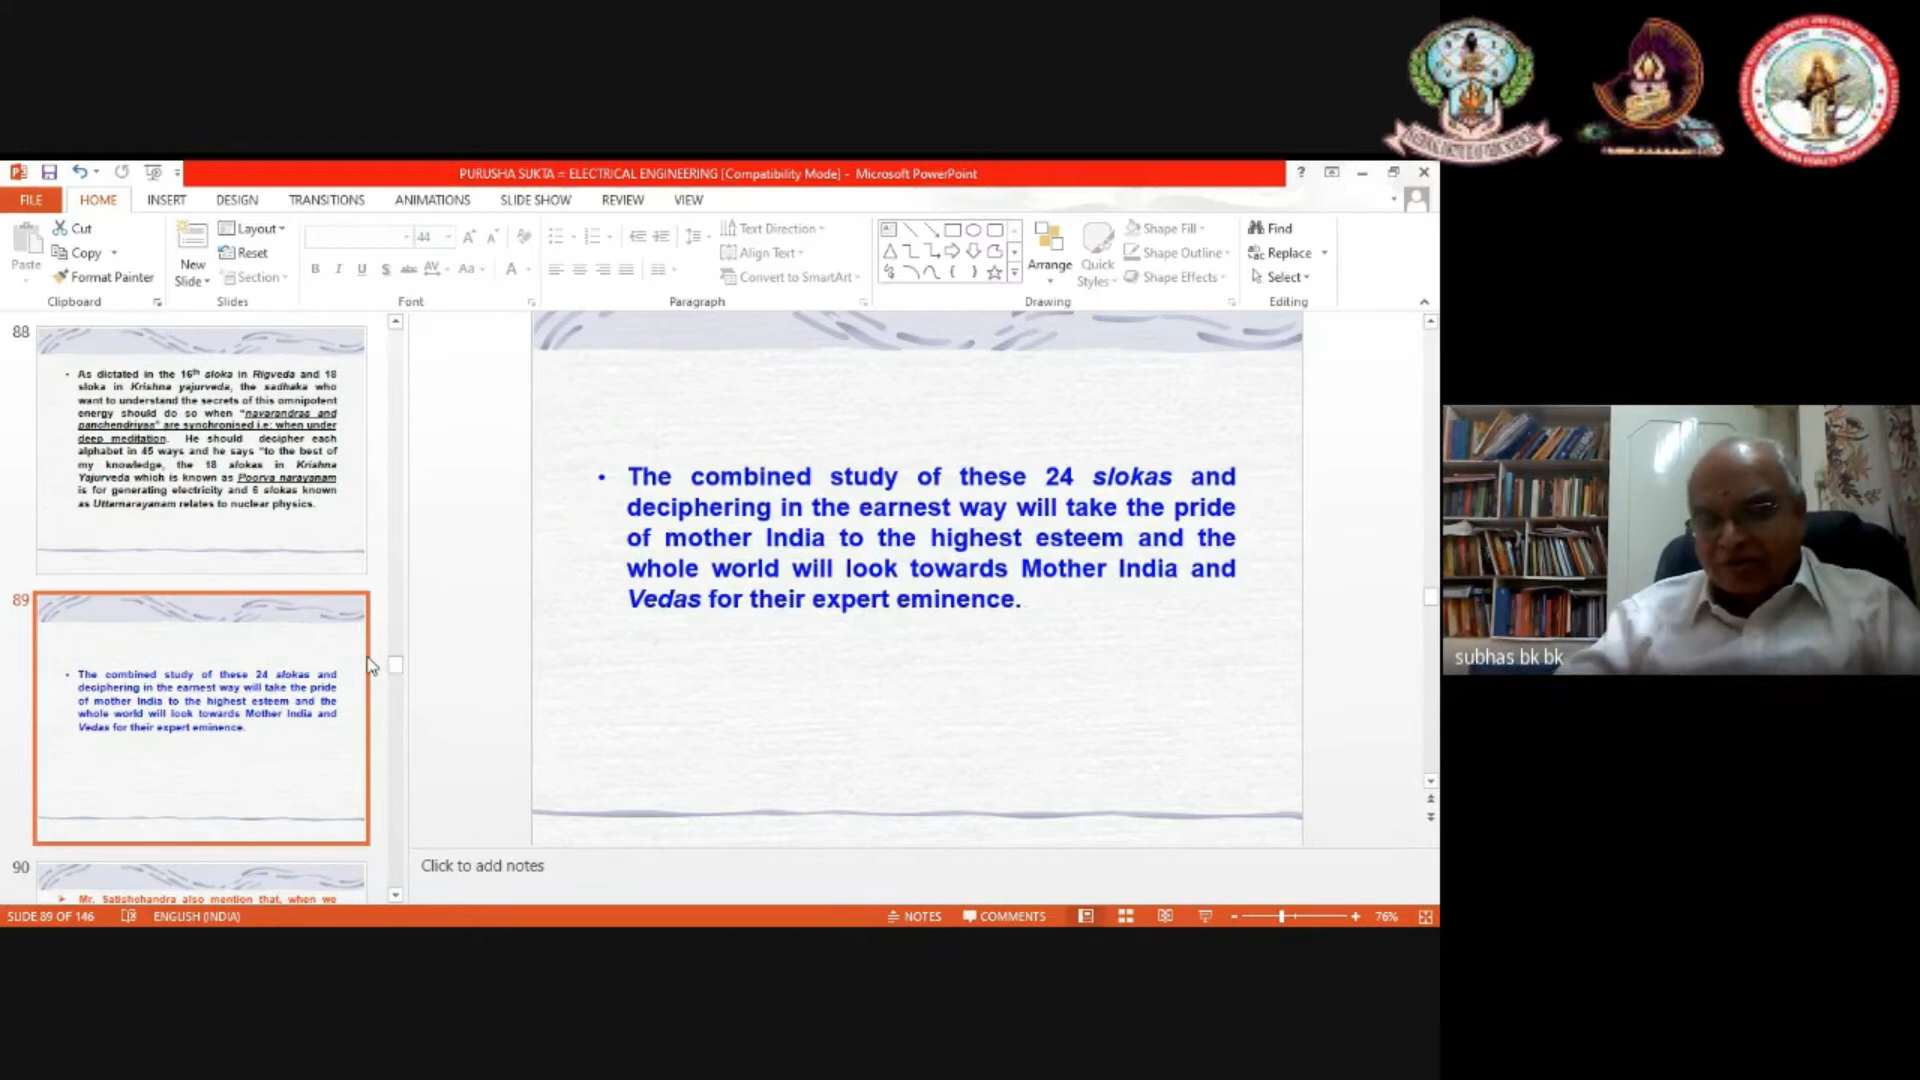 PURUSHA SUKTA = ELECTRICAL ENGINEERING [Compatibility Mode] - Microsoft PowerPoint
FILE HOME INSERT DESIGN TRANSITIONS ANIMATIONS SLIDE SHOW REVIEW VIEW
Cut
Copy
Format Painter
Paste
Clipboard
New
Slide
Layout
Reset
Section
Slides
44
Font
Text Direction
Align Text
Convert to SmartArt
Paragraph
Arrange
Quick
Styles
Shape Fill
Shape Outline
Shape Effects
Drawing
Find
Replace
Select
Editing
88
• As dictated in the 16th sloka in Rigveda and 18
sloka in Krishna yajurveda, the sadhaka who
want to understand the secrets of this omnipotent
energy should do so when "navarandras and
panchendriyas" are synchronised i.e: when under
deep meditation. He should decipher each
alphabet in 45 ways and he says "to the best of
my knowledge, the 18 slokas in Krishna
Yajurveda which is known as Poorva narayanam
is for generating electricity and 6 slokas known
as Uttarnarayanam relates to nuclear physics.
89
• The combined study of these 24 slokas and
deciphering in the earnest way will take the pride
of mother India to the highest esteem and the
whole world will look towards Mother India and
Vedas for their expert eminence.
90
Mr. Satishchandra also mention that, when we
• The combined study of these 24 slokas and
deciphering in the earnest way will take the pride
of mother India to the highest esteem and the
whole world will look towards Mother India and
Vedas for their expert eminence.
Click to add notes
SLIDE 89 OF 146 ENGLISH (INDIA) NOTES COMMENTS 76%
subhas bk bk